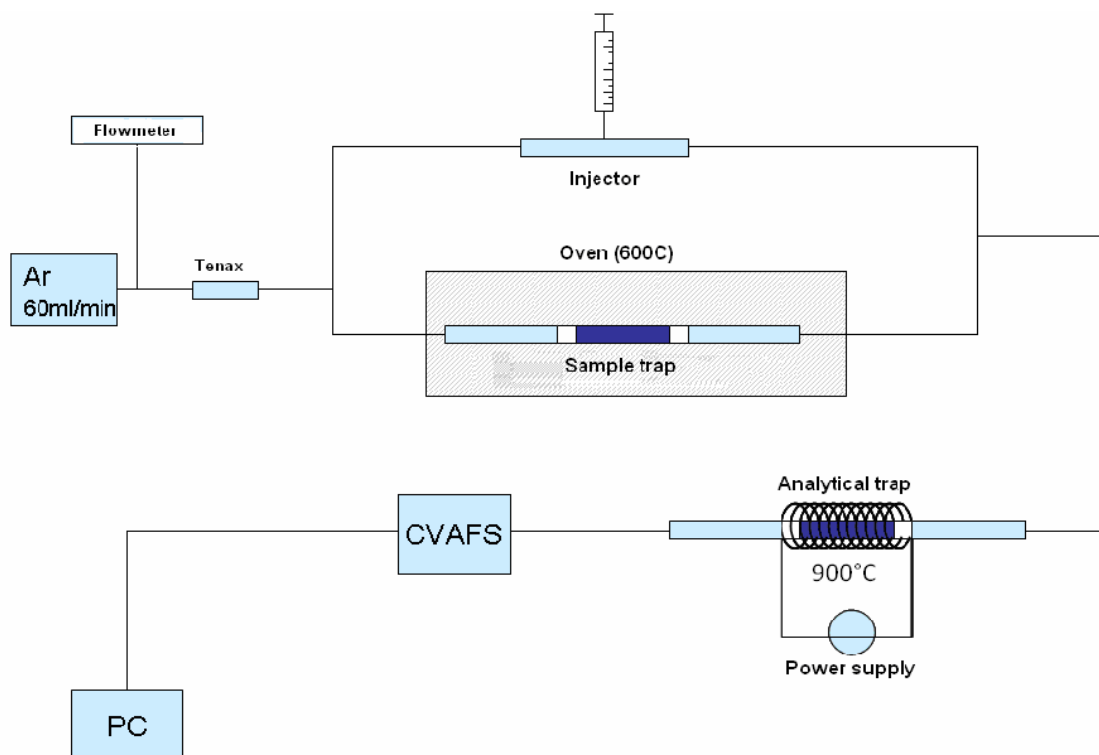 Flowmeter
Injector
Oven (600C)
Tenax
Ar
60ml/min
Sample trap
Analytical trap
CVAFS
900°C
Power supply
PC